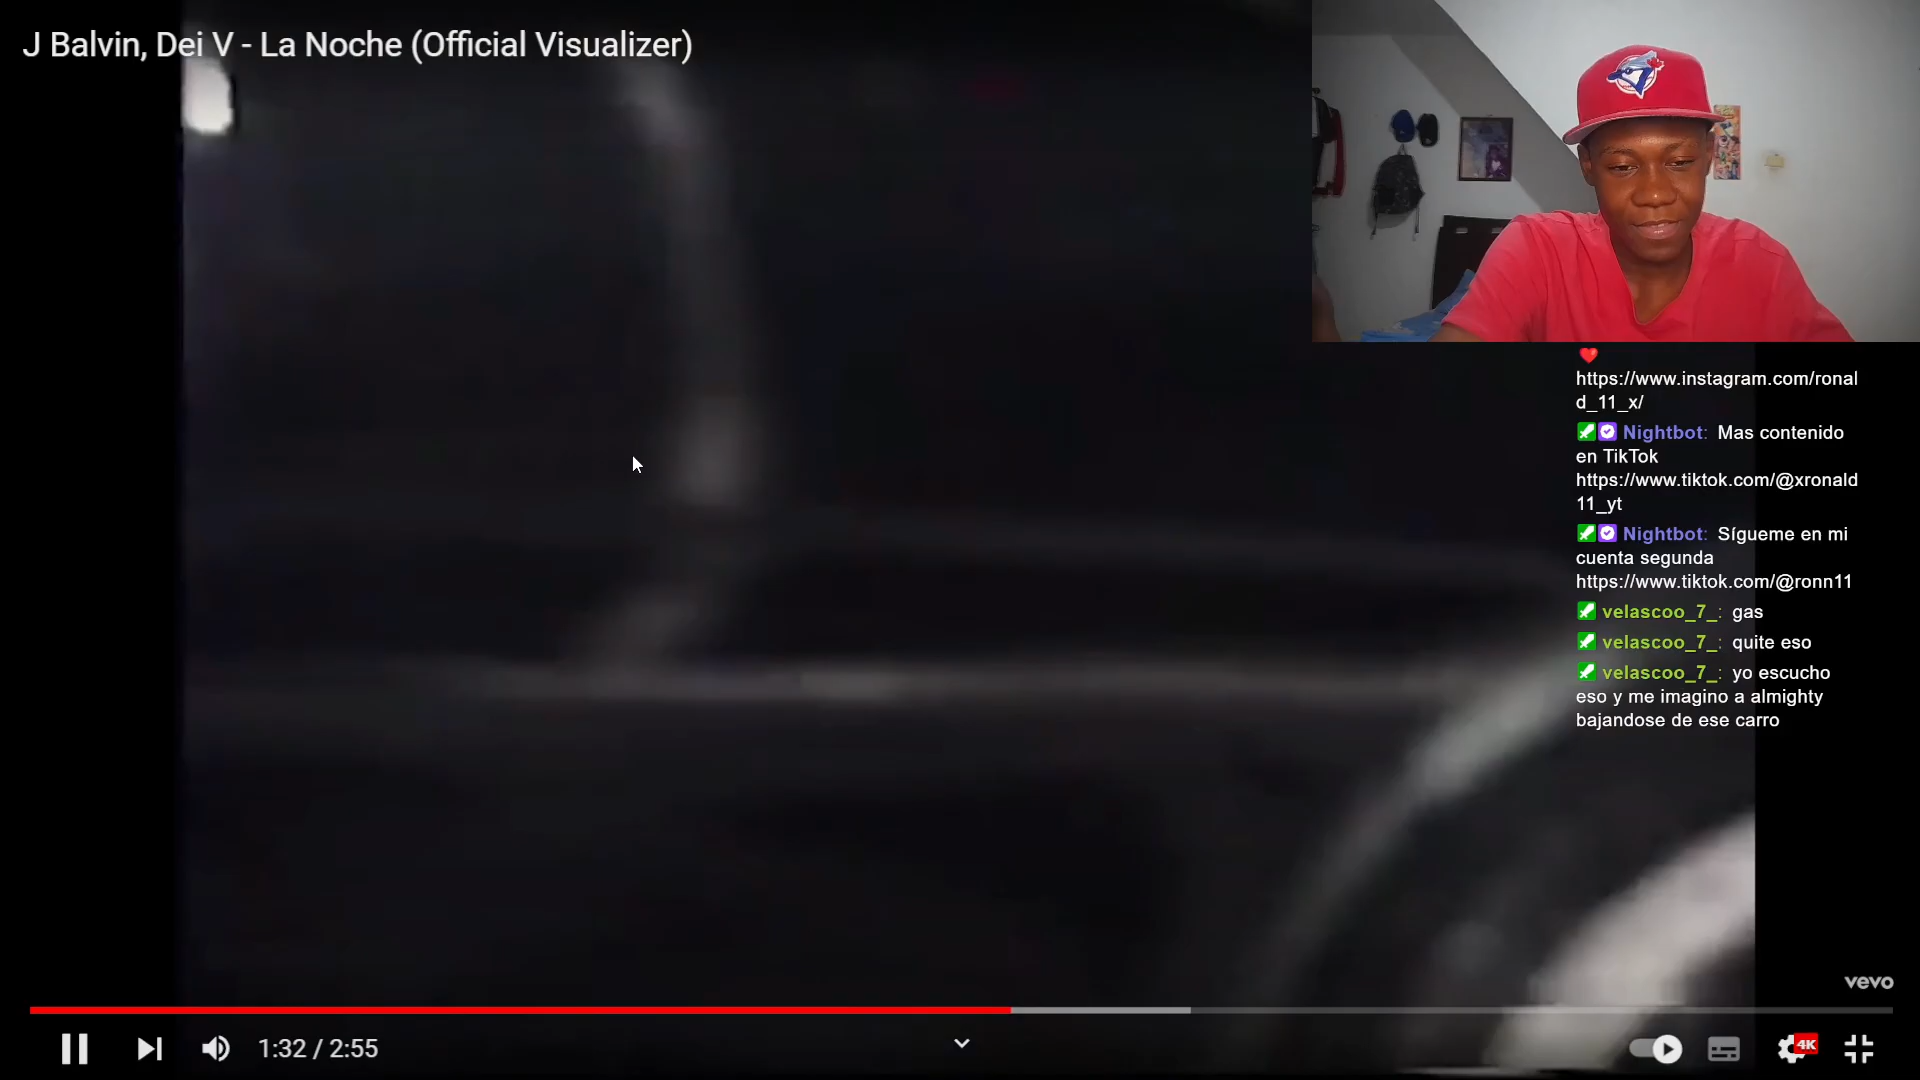 J Balvin, Dei V - La Noche (Official Visualizer)
https://www.instagram.com/ronal
d_11_x/
Nightbot: Mas contenido
en TikTok
https://www.tiktok.com/@xronald
11_yt
Nightbot: Sígueme en mi
cuenta segunda
https://www.tiktok.com/@ronn11
velascoo_7_: gas
velascoo_7_: quite eso
velascoo_7_: yo escucho
eso y me imagino a almighty
bajandose de ese carro
vevo
1:32 / 2:55
4K